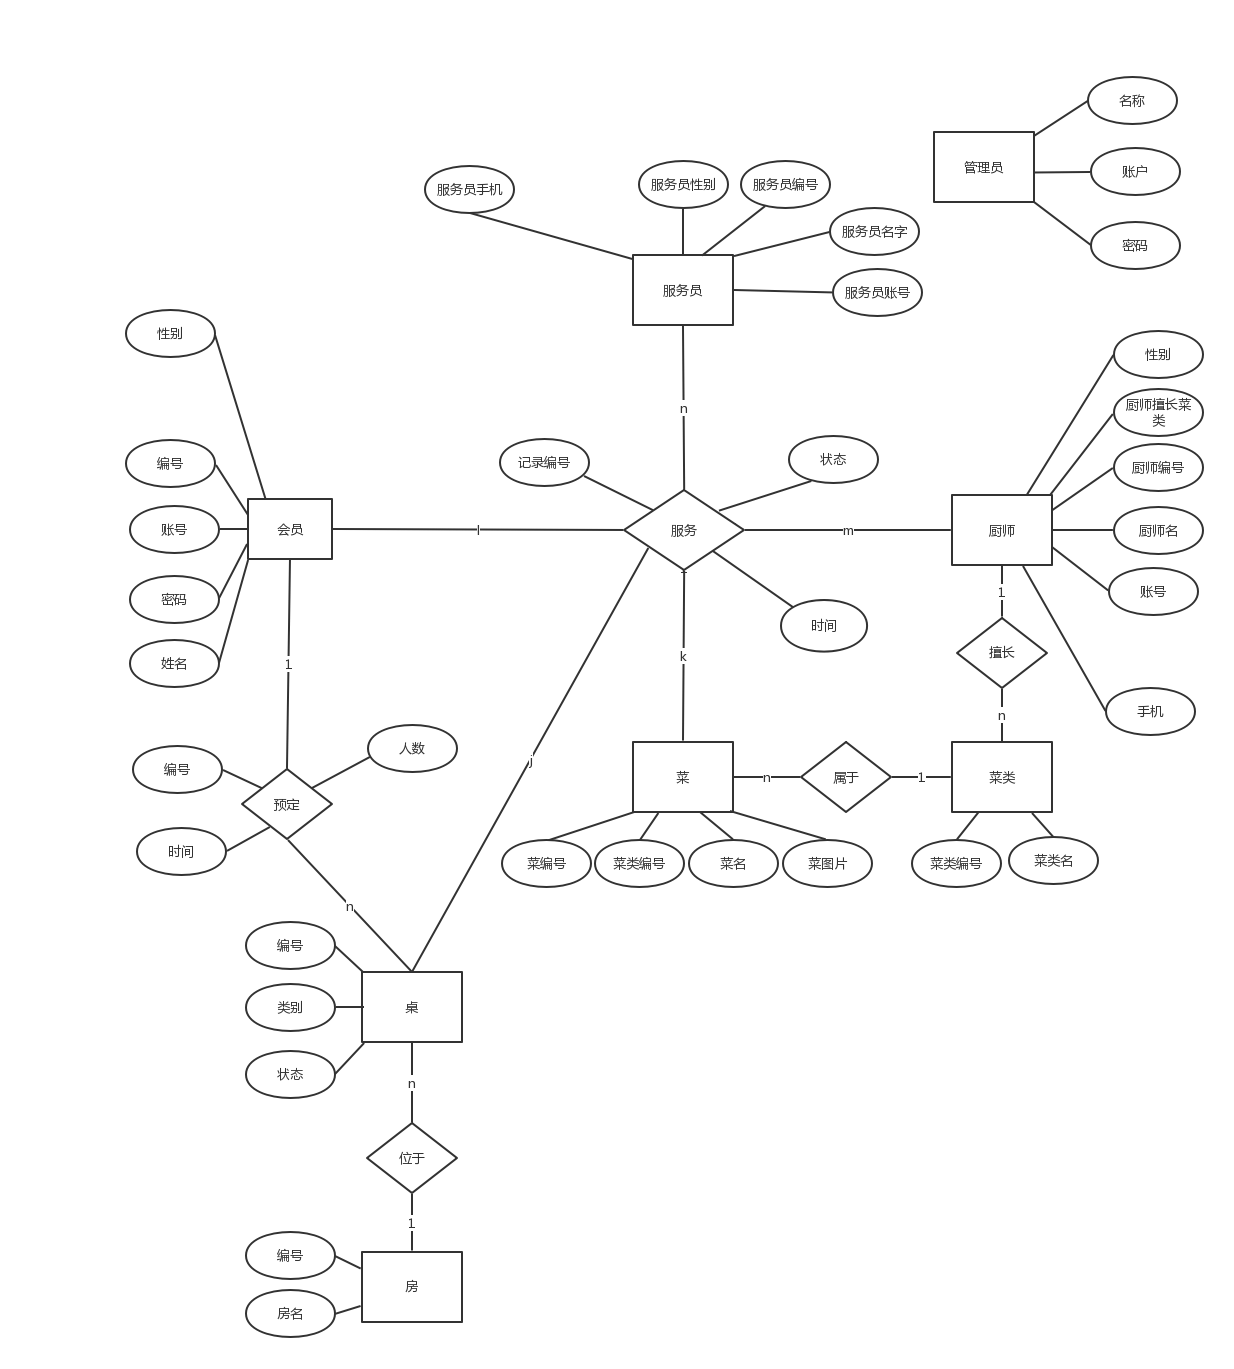 名称
管理员
账户
密码
服务员手机
服务员性别
服务员编号
服务员名字
服务员
服务员账号
性别
编号
账号
密码
姓名
会员
l
n
记录编号
状态
服务
时间
m
k
j
性别
厨师擅长菜
类
厨师编号
厨师名
账号
手机
厨师
1
擅长
n
1
编号
时间
人数
预定
n
菜
n
属于
1
菜类
菜编号
菜类编号
菜名
菜图片
菜类编号
菜类名
编号
类别
状态
桌
n
位于
1
编号
房名
房